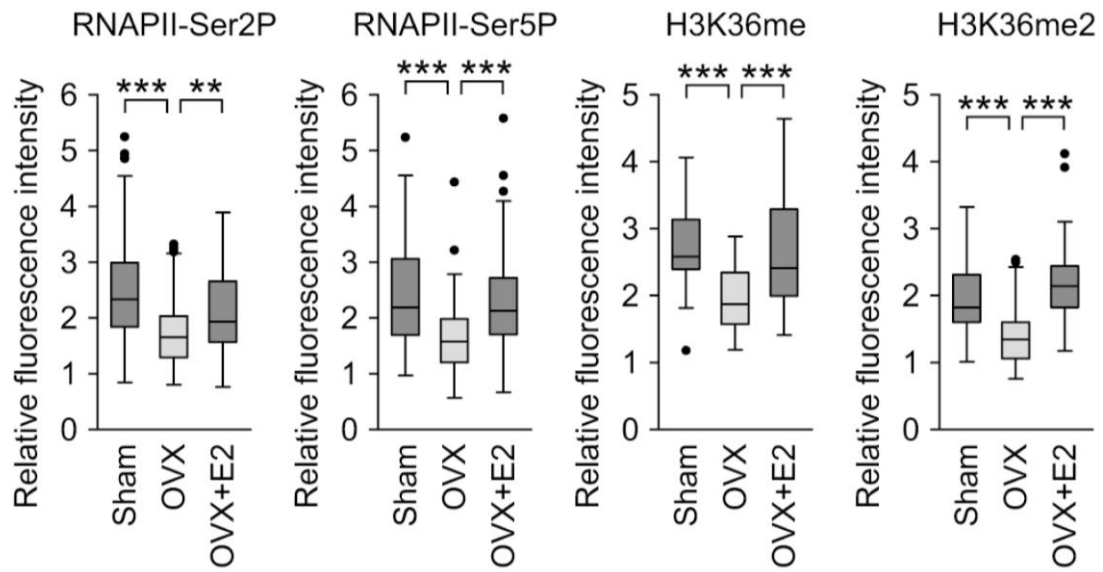 RNAPII-Ser2P
RNAPII-Ser5P
H3K36me
H3K36me2
*** **
*** ***
*** ***
*** ***
Relative fluorescence intensity
6
5
4
3
2
1
0
Sham
OVX
OVX+E2
Relative fluorescence intensity
6
5
4
3
2
1
0
Sham
OVX
OVX+E2
Relative fluorescence intensity
5
4
3
2
1
0
Sham
OVX
OVX+E2
Relative fluorescence intensity
5
4
3
2
1
0
Sham
OVX
OVX+E2